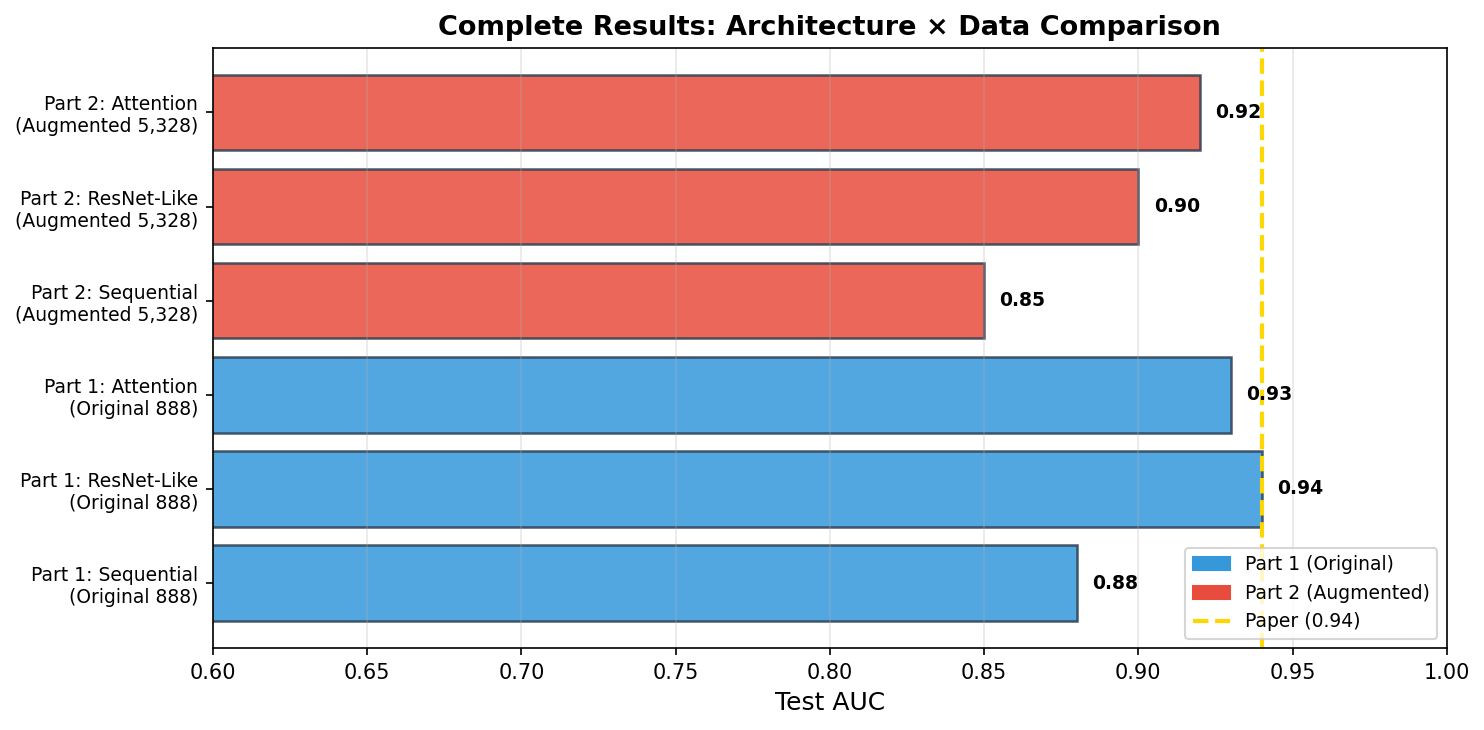 Complete Results: Architecture × Data Comparison
Part 2: Attention
(Augmented 5,328)
0.92
Part 2: ResNet-Like
(Augmented 5,328)
0.90
Part 2: Sequential
(Augmented 5,328)
0.85
Part 1: Attention
(Original 888)
0.93
Part 1: ResNet-Like
(Original 888)
0.94
Part 1: Sequential
(Original 888)
0.88
Part 1 (Original)
Part 2 (Augmented)
Paper (0.94)
0.60 0.65 0.70 0.75 0.80 0.85 0.90 0.95 1.00
Test AUC